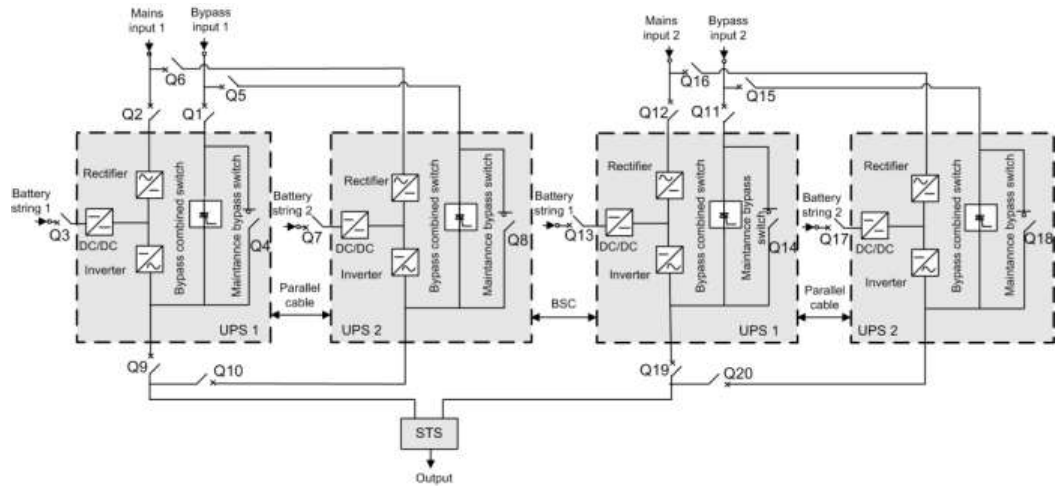 Mains
input 1
Bypass
input 1
Mains
input 2
Bypass
input 2
Q6
Q5
Q16
Q15
Q2
Q1
Q12
Q11
Rectifier
Bypass combined switch
Maintenance bypass switch
Battery
string 1
Q3
DC/DC
Q4
Inverter
UPS 1
Rectifier
Bypass combined switch
Maintannce bypass switch
Battery
string 2
Q7
DC/DC
Q8
Inverter
UPS 2
Rectifier
Bypass combined switch
Maintannce bypass
switch
Battery
string 1
Q13
DC/DC
Q14
Inverter
UPS 1
Rectifier
Bypass combined switch
Maintannce bypass switch
Battery
string 2
Q17
DC/DC
Q18
Inverter
UPS 2
Parallel
cable
BSC
Parallel
cable
Q9
Q10
Q19
Q20
STS
Output